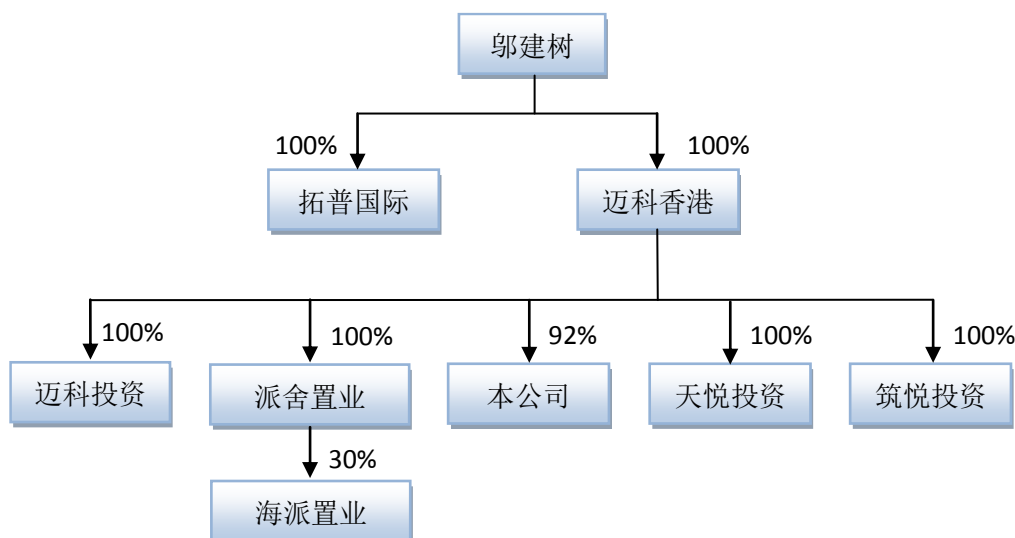 邬建树
100%
100%
拓普国际
迈科香港
100%
100%
92%
100%
100%
迈科投资
派舍置业
本公司
天悦投资
筑悦投资
30%
海派置业